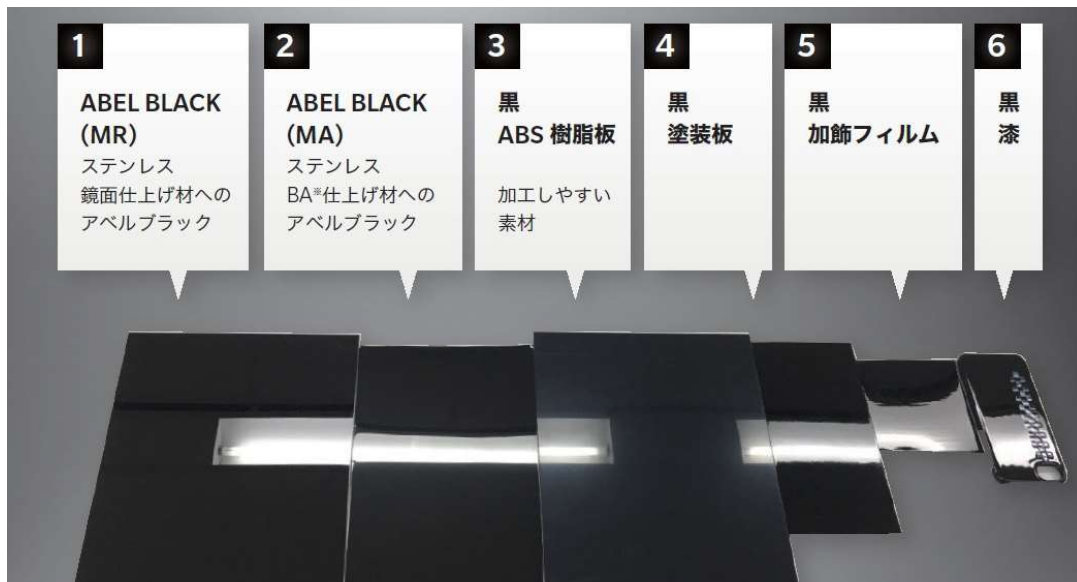 1
ABEL BLACK
(MR)
ステンレス
鏡面仕上げ材への
アベルブラック
2
ABEL BLACK
(MA)
ステンレス
BA※仕上げ材への
アベルブラック
3
黒
ABS 樹脂板
加工しやすい
素材
4
黒
塗装板
5
黒
加飾フィルム
6
黒
漆